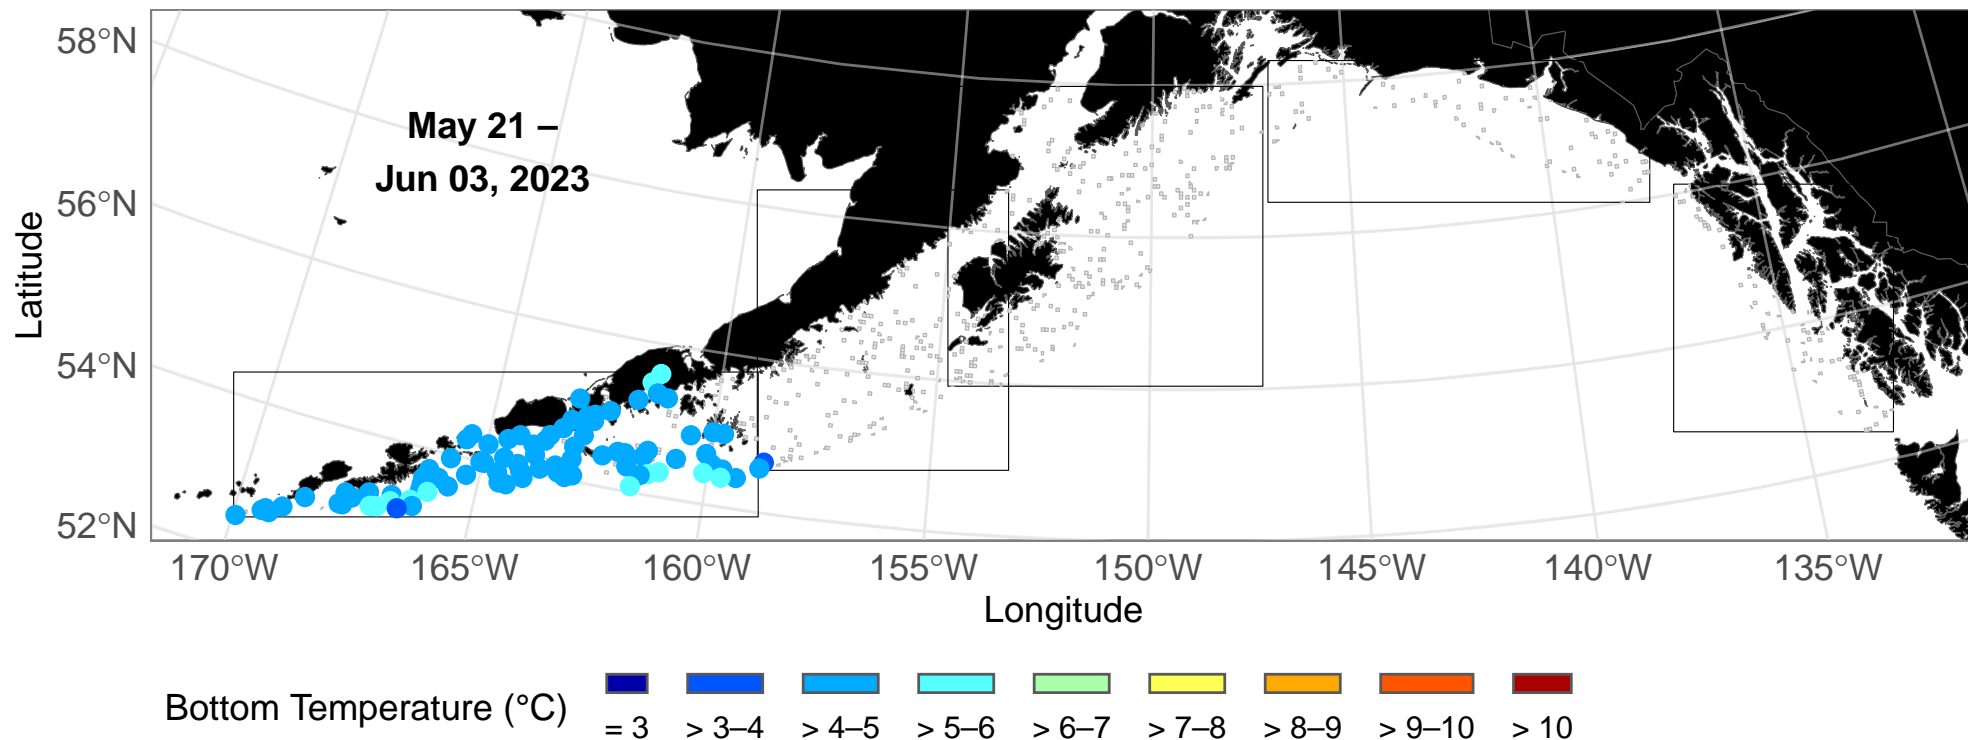 58°N
56°N
54°N
52°N
Latitude
May 21 –
Jun 03, 2023
170°W 165°W 160°W 155°W 150°W 145°W 140°W 135°W
Longitude
Bottom Temperature (°C)
= 3 > 3–4 > 4–5 > 5–6 > 6–7 > 7–8 > 8–9 > 9–10 > 10